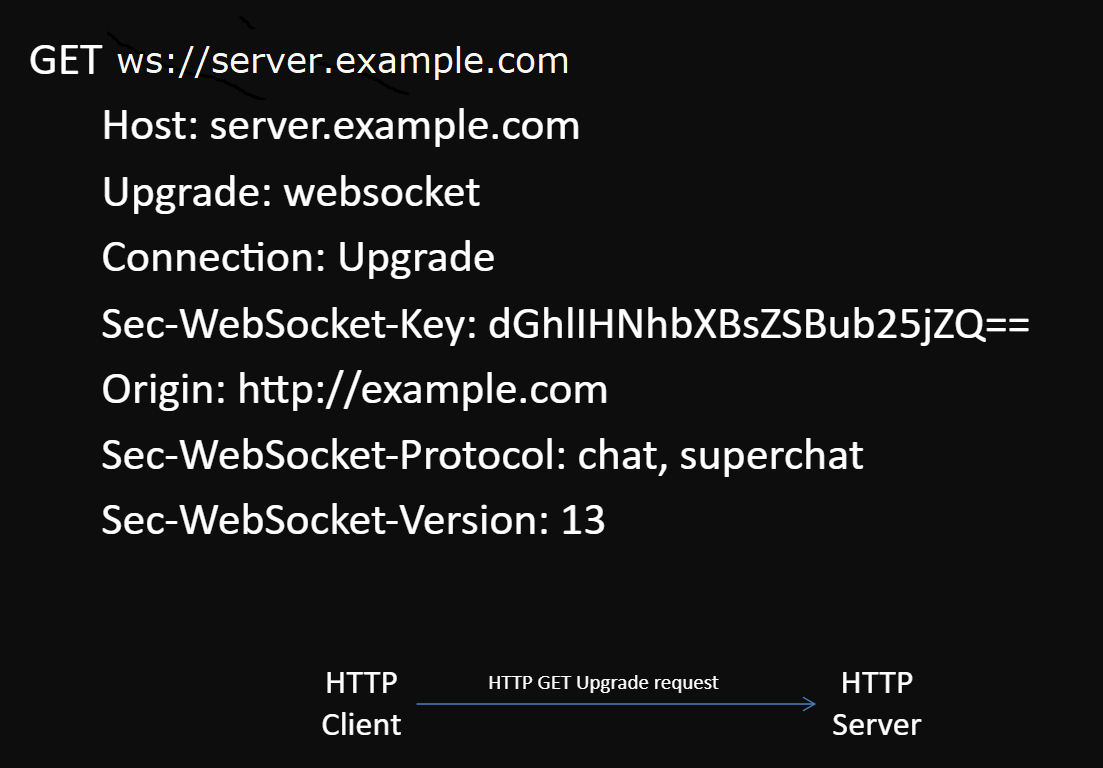 GET ws://server.example.com
Host: server.example.com
Upgrade: websocket
Connection: Upgrade
Sec-WebSocket-Key: dGhlIHNhbXBsZSBub25jZQ==
Origin: http://example.com
Sec-WebSocket-Protocol: chat, superchat
Sec-WebSocket-Version: 13
HTTP Client
HTTP GET Upgrade request
HTTP Server